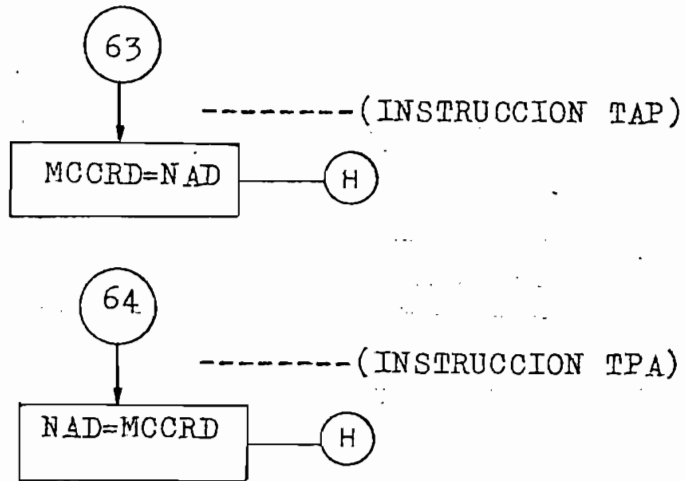 63
-------(INSTRUCCION TAP)
MCCRD=NAD
H
64
-------(INSTRUCCION TPA)
NAD=MCCRD
H